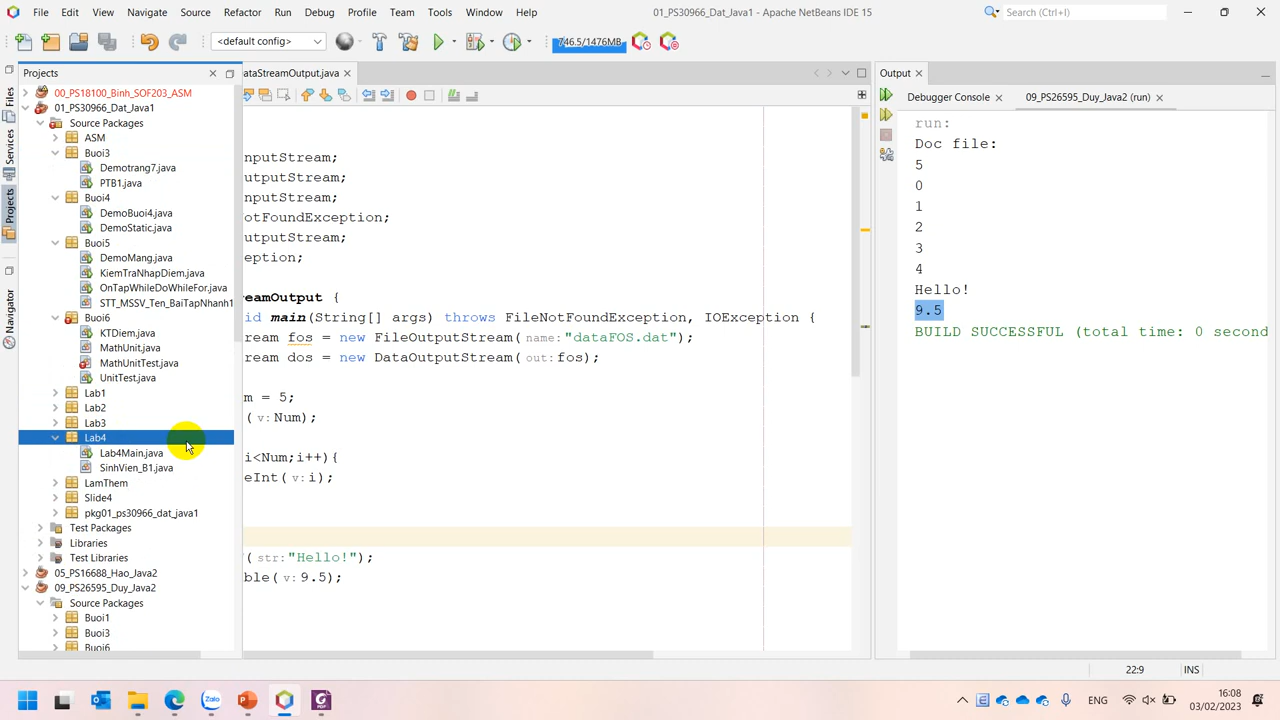 File Edit View Navigate Source Refactor Run Debug Profile Team Tools Window Help
01_PS30966_Dat_Java1 - Apache NetBeans IDE 15
Search (Ctrl+I)
<default config>
746.5/1476MB
Projects
DataStreamOutput.java
Output
Files
Services
Projects
Navigator
00_PS18100_Binh_SOF203_ASM
01_PS30966_Dat_Java1
Source Packages
ASM
Buoi3
Demotrang7.java
PTB1.java
Buoi4
DemoBuoi4.java
DemoStatic.java
Buoi5
DemoMang.java
KiemTraNhapDiem.java
OnTapWhileDoWhileFor.java
STT_MSSV_Ten_BaiTapNhanh1
Buoi6
KTDiem.java
MathUnit.java
MathUnitTest.java
UnitTest.java
Lab1
Lab2
Lab3
Lab4
Lab4Main.java
SinhVien_B1.java
LamThem
Slide4
pkg01_ps30966_dat_java1
Test Packages
Libraries
Test Libraries
05_PS16688_Hao_Java2
09_PS26595_Duy_Java2
Source Packages
Buoi1
Buoi3
Buoi6
nputStream;
utputStream;
nputStream;
otFoundException;
utputStream;
eption;
eamOutput {
id main(String[] args) throws FileNotFoundException, IOException {
ream fos = new FileOutputStream(name:"dataFOS.dat");
ream dos = new DataOutputStream(out:fos);
m = 5;
(v:Num);
i<Num;i++){
eInt(v:i);
(str:"Hello!");
ble(v:9.5);
Debugger Console
09_PS26595_Duy_Java2 (run)
run:
Doc file:
5
0
1
2
3
4
Hello!
9.5
BUILD SUCCESSFUL (total time: 0 second
22:9
INS
ENG
16:08
03/02/2023